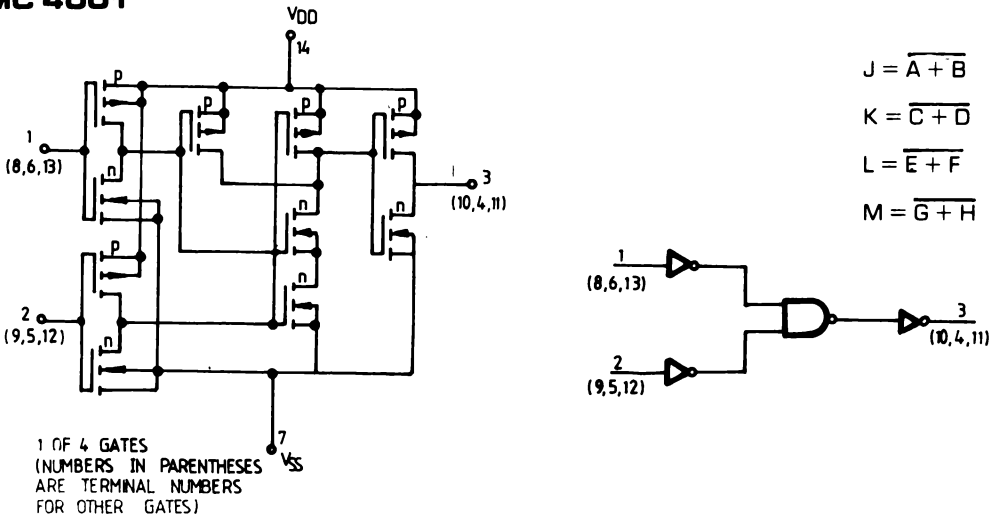 VDD
14
p
p
p
p
1
(8,6,13)
n
n
n
3
(10,4,11)
p
n
2
(9,5,12)
n
7
VSS
1 OF 4 GATES
(NUMBERS IN PARENTHESES
ARE TERMINAL NUMBERS
FOR OTHER GATES)
J = A + B
K = C + D
L = E + F
M = G + H
1
(8,6,13)
2
(9,5,12)
3
(10,4,11)